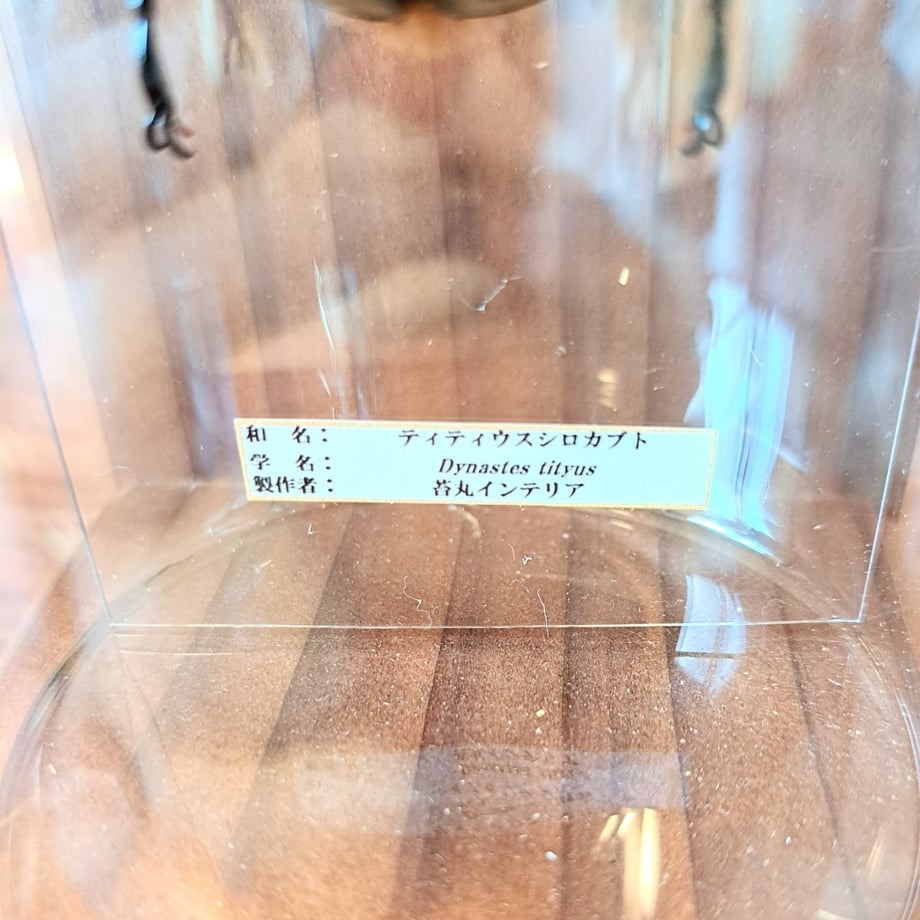 和　名：　ティティウスシロカブト
学　名：　Dynastes tityus
製作者：　苔丸インテリア